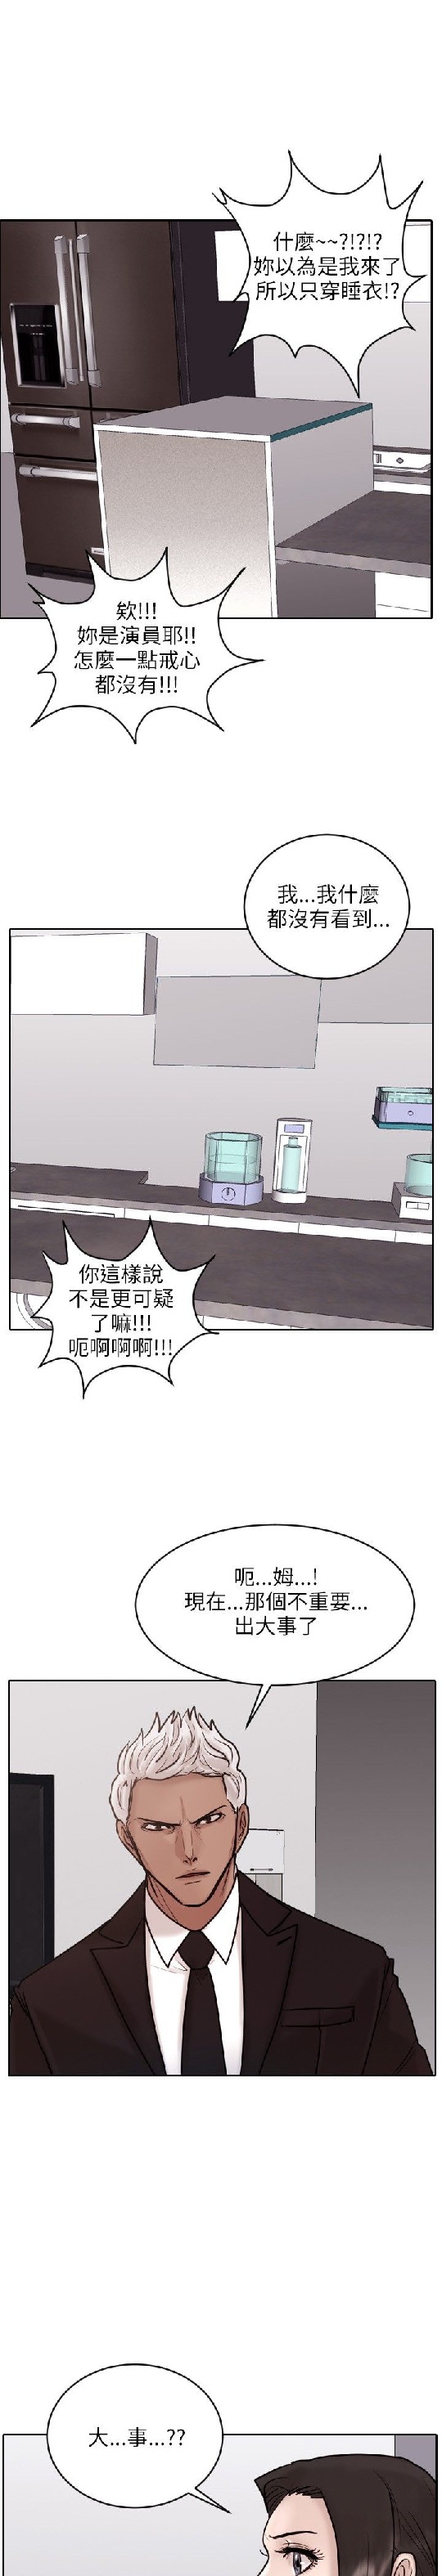 什麼~~?!?!?
妳以為是我來了
所以只穿睡衣!?
欸!!!
妳是演員耶!!
怎麼一點戒心
都沒有!!!
我...我什麼
都沒有看到...
你這樣說
不是更可疑
了嘛!!!
呃啊啊啊!!!
呃...姆...!
現在...那個不重要...
出大事了
大...事...??